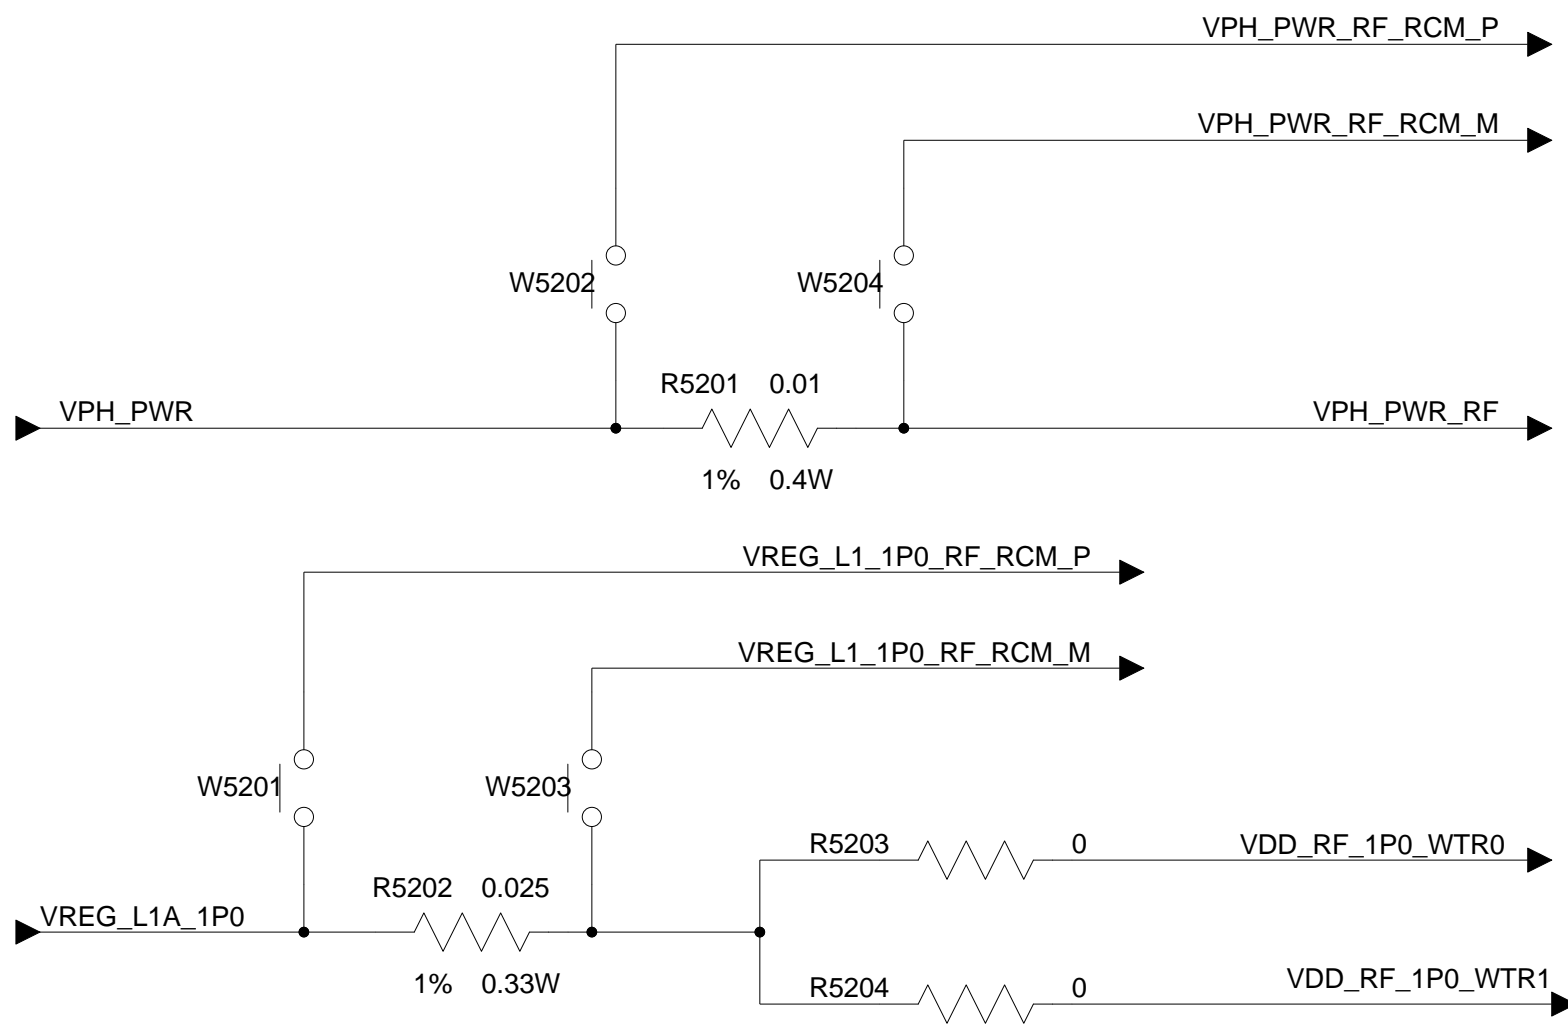 VPH_PWR_RF_RCM_P
VPH_PWR_RF_RCM_M
W5202 W5204
R5201 0.01
VPH_PWR VPH_PWR_RF
1% 0.4W
VREG_L1_1P0_RF_RCM_P
VREG_L1_1P0_RF_RCM_M
W5201 W5203
R5203 0 VDD_RF_1P0_WTR0
R5202 0.025
VREG_L1A_1P0
1% 0.33W
R5204 0 VDD_RF_1P0_WTR1